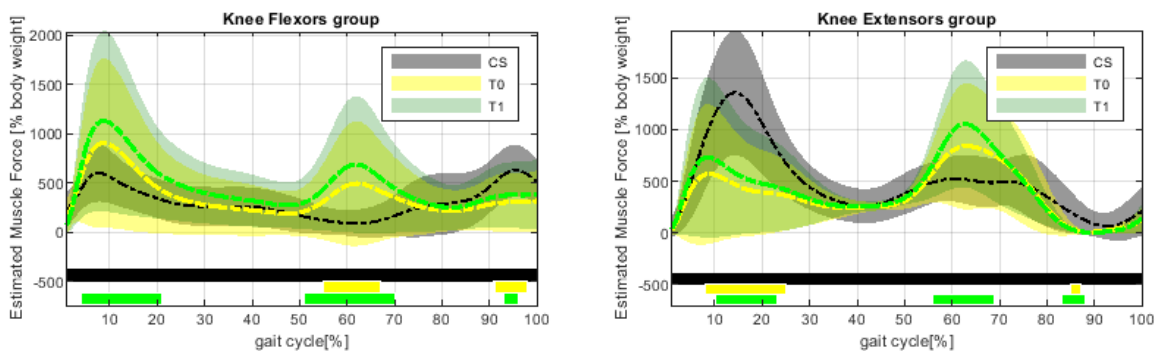 Knee Flexors group
Estimated Muscle Force [% body weight]
2000
1500
1000
500
0
-500
CS
T0
T1
10 20 30 40 50 60 70 80 90 100
gait cycle[%]
Knee Extensors group
Estimated Muscle Force [% body weight]
1500
1000
500
0
-500
CS
T0
T1
10 20 30 40 50 60 70 80 90 100
gait cycle[%]